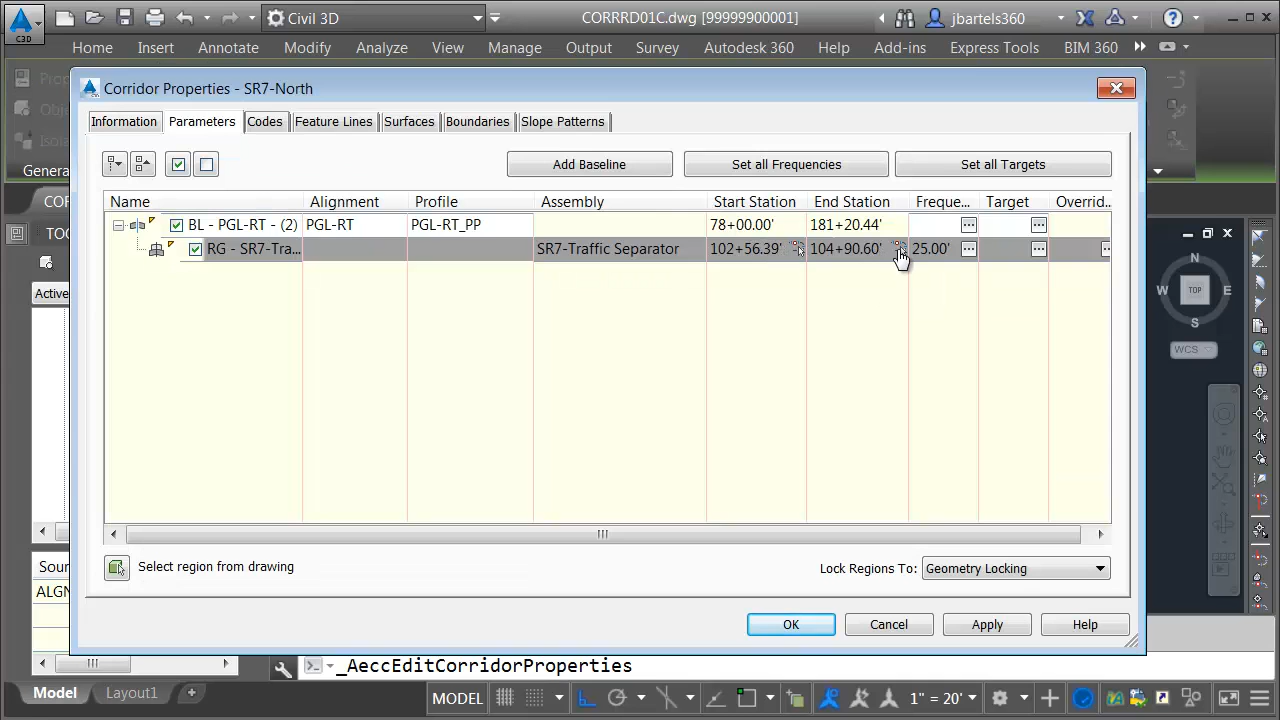 C3D
Civil 3D
CORRRD01C.dwg [99999900001]
jbartels360
Home Insert Annotate Modify Analyze View Manage Output Survey Autodesk 360 Help Add-ins Express Tools BIM 360
Corridor Properties - SR7-North
Information Parameters Codes Feature Lines Surfaces Boundaries Slope Patterns
Add Baseline Set all Frequencies Set all Targets
Genera
Name Alignment Profile Assembly Start Station End Station Freque... Target Overrid..
BL - PGL-RT - (2) PGL-RT PGL-RT_PP 78+00.00' 181+20.44'
RG - SR7-Tra... SR7-Traffic Separator 102+56.39' 104+90.60' 25.00'
COR
TOO
Active
N
W TOP E
S
WCS
Select region from drawing
Lock Regions To: Geometry Locking
Sour
ALGN
OK Cancel Apply Help
_AeccEditCorridorProperties
Model Layout1 + MODEL 1" = 20'